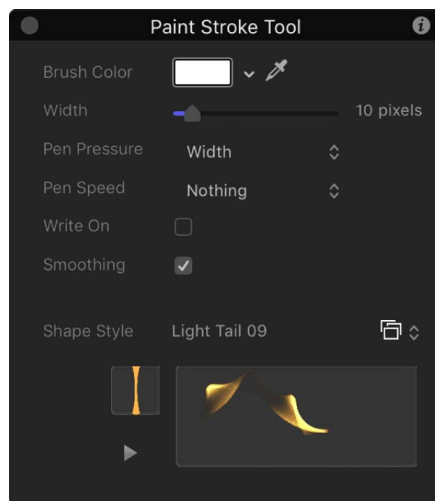 Paint Stroke Tool
Brush Color
Width 10 pixels
Pen Pressure Width
Pen Speed Nothing
Write On
Smoothing
Shape Style Light Tail 09